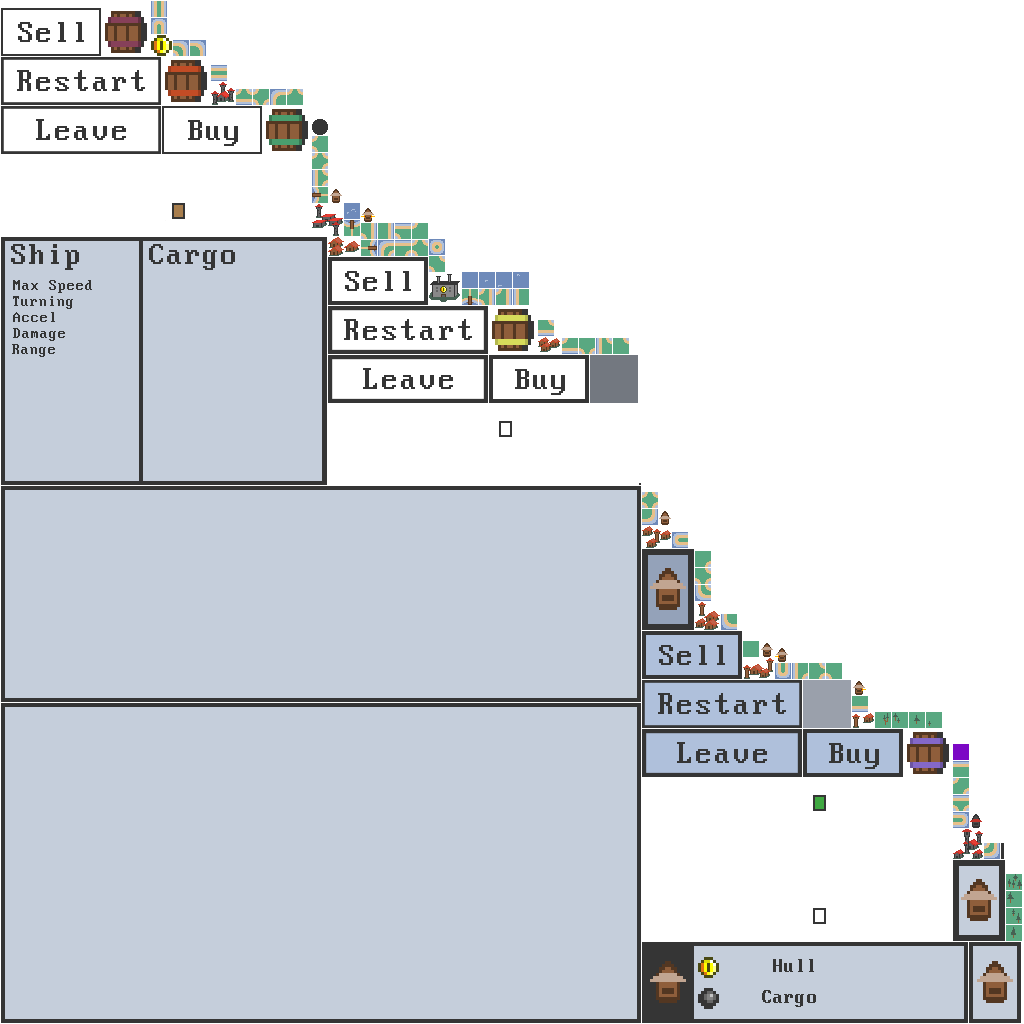 Sell
Restart
Leave
Buy
Ship
Cargo
Max Speed
Turning
Accel
Damage
Range
Sell
Restart
Leave
Buy
Sell
Restart
Leave
Buy
Hull
Cargo